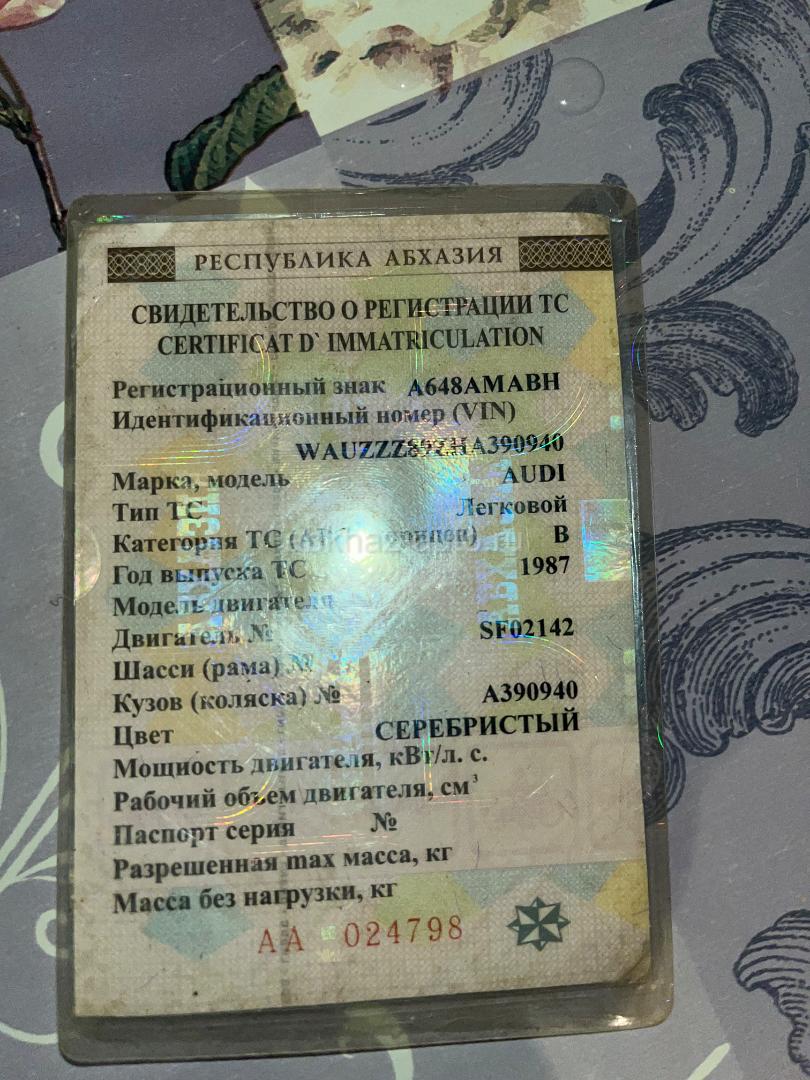 РЕСПУБЛИКА АБХАЗИЯ
СВИДЕТЕЛЬСТВО О РЕГИСТРАЦИИ ТС
CERTIFICAT D` IMMATRICULATION
Регистрационный знак А648АМАВН
Идентификационный номер (VIN)
WAUZZZ89ZHA390940
Марка, модель AUDI
Тип ТС Легковой
Категория ТС прицеп) В
Год выпуска ТС 1987
Модель двигателя
Двигатель № SF02142
Шасси (рама) №
Кузов (коляска) № А390940
Цвет СЕРЕБРИСТЫЙ
Мощность двигателя, кВт/л. с.
Рабочий объем двигателя, см³
Паспорт серия №
Разрешенная max масса, кг
Масса без нагрузки, кг
АА 024798